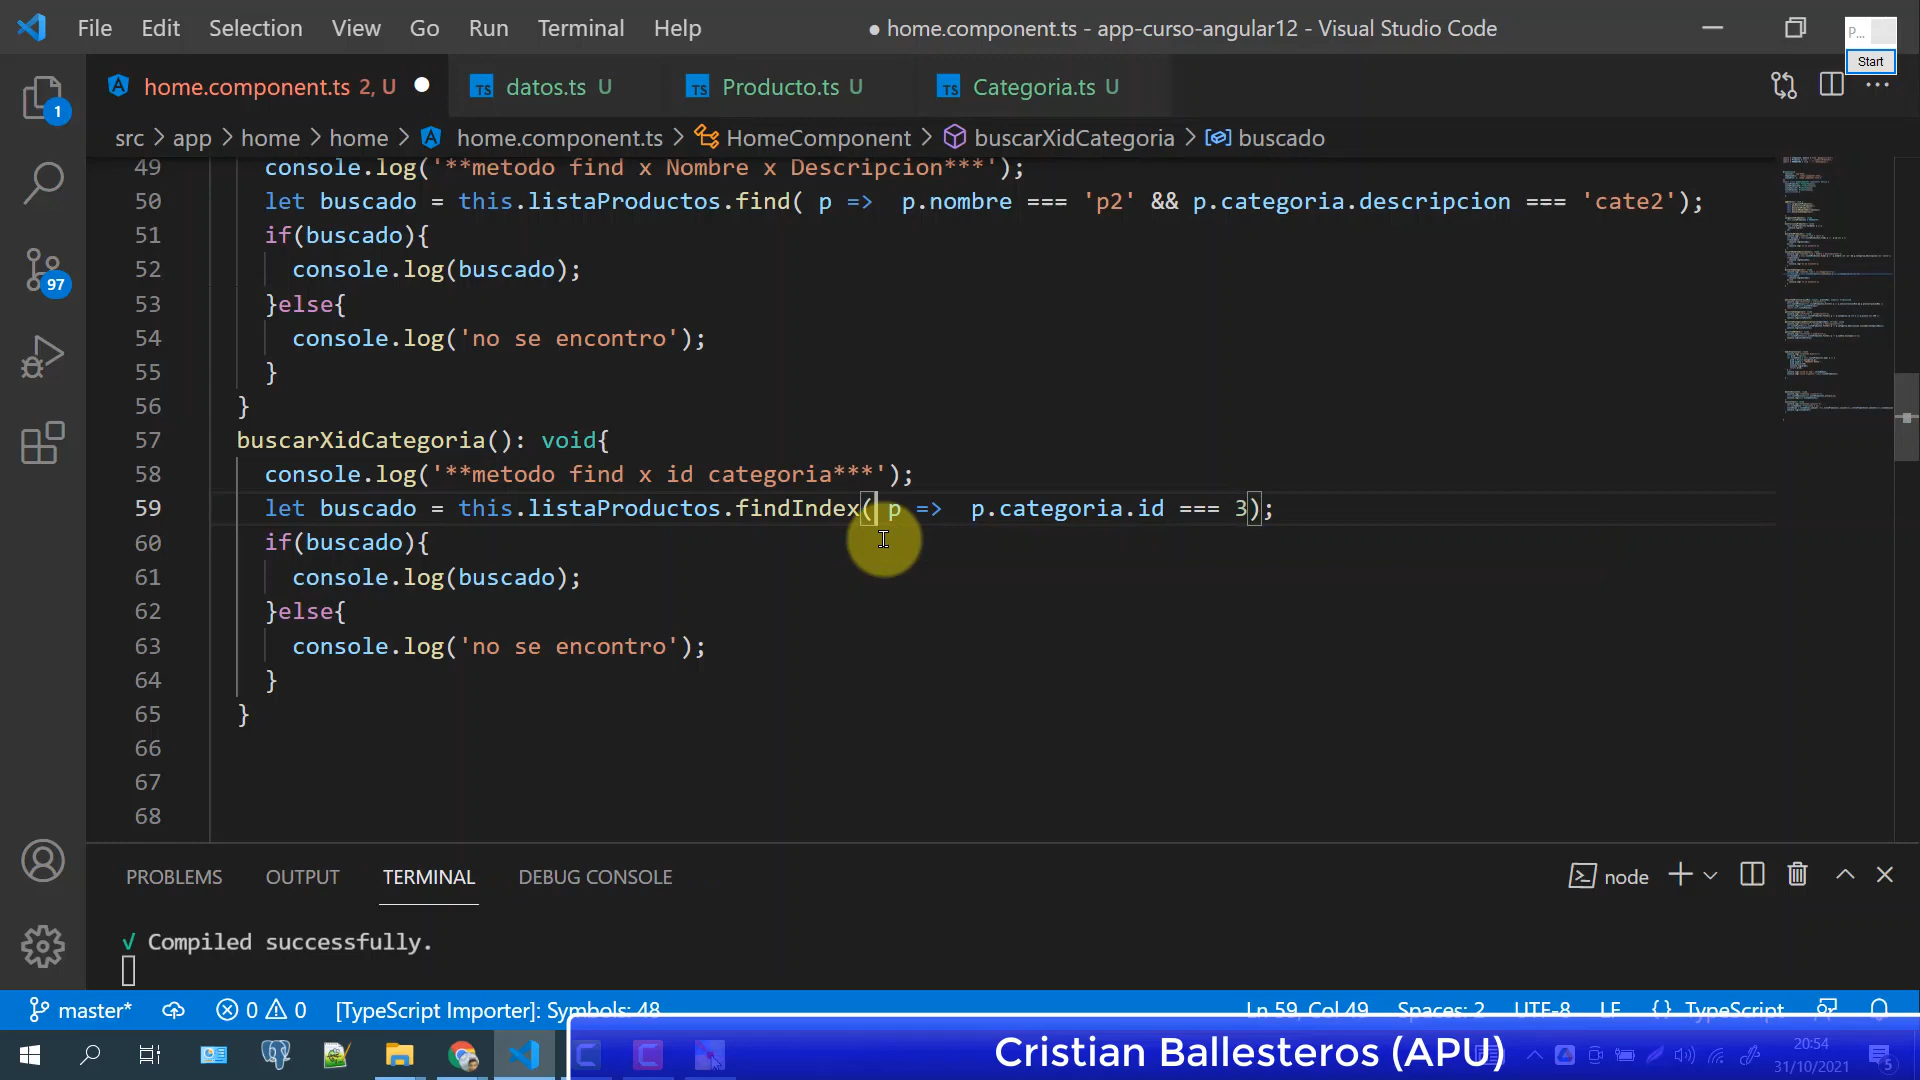 File Edit Selection View Go Run Terminal Help
● home.component.ts - app-curso-angular12 - Visual Studio Code
P...
Start
home.component.ts 2, U
TS datos.ts U
TS Producto.ts U
TS Categoria.ts U
src > app > home > home > home.component.ts > HomeComponent > buscarXidCategoria > buscado
49 console.log('**metodo find x Nombre x Descripcion***');
50 let buscado = this.listaProductos.find( p => p.nombre === 'p2' && p.categoria.descripcion === 'cate2');
51 if(buscado){
52 console.log(buscado);
53 }else{
54 console.log('no se encontro');
55 }
56 }
57 buscarXidCategoria(): void{
58 console.log('**metodo find x id categoria***');
59 let buscado = this.listaProductos.findIndex( p => p.categoria.id === 3);
60 if(buscado){
61 console.log(buscado);
62 }else{
63 console.log('no se encontro');
64 }
65 }
66
67
68
1
97
PROBLEMS OUTPUT TERMINAL DEBUG CONSOLE
node
√ Compiled successfully.
master* 0 0 [TypeScript Importer]: Symbols: 48
Ln 59, Col 49 Spaces: 2 UTF-8 LF {} TypeScript
Cristian Ballesteros (APU)
20:54
31/10/2021
5